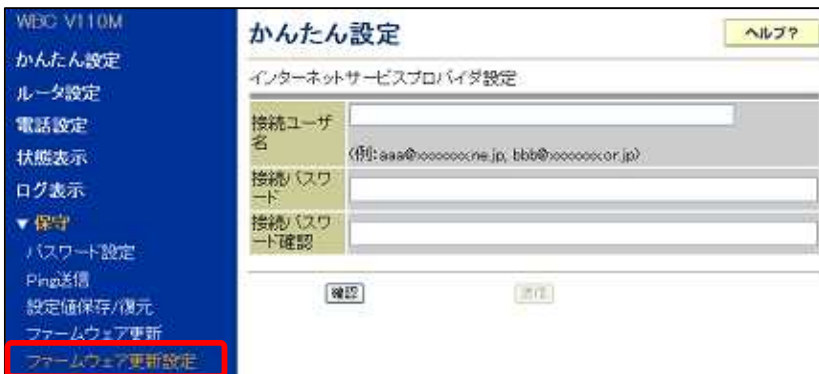 WBC V110M
かんたん設定
ルータ設定
電話設定
状態表示
ログ表示
▼保守
パスワード設定
Ping送信
設定値保存/復元
ファームウェア更新
ファームウェア更新設定
かんたん設定
ヘルプ?
インターネットサービスプロバイダ設定
接続ユーザ
名
(例:aaa@xxxxxxx.ne.jp, bbb@xxxxxxx.or.jp)
接続パスワ
ード
接続パスワ
ード確認
確認
送信